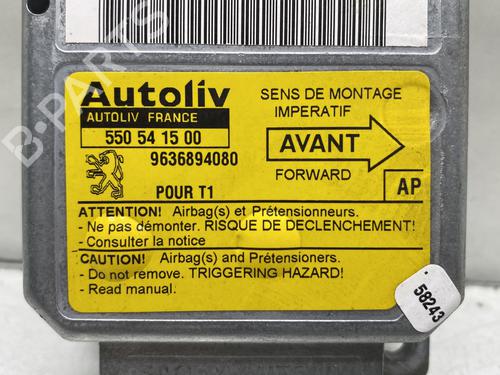 Autoliv
AUTOLIV FRANCE
550 54 15 00
9636894080
POUR T1
SENS DE MONTAGE
IMPERATIF
AVANT
FORWARD
AP
ATTENTION! Airbag(s) et Prétensionneurs.
- Ne pas démonter. RISQUE DE DECLENCHEMENT!
- Consulter la notice
CAUTION! Airbag(s) and Prétensioners.
- Do not remove. TRIGGERING HAZARD!
- Read manual.
58243
B-PARTS